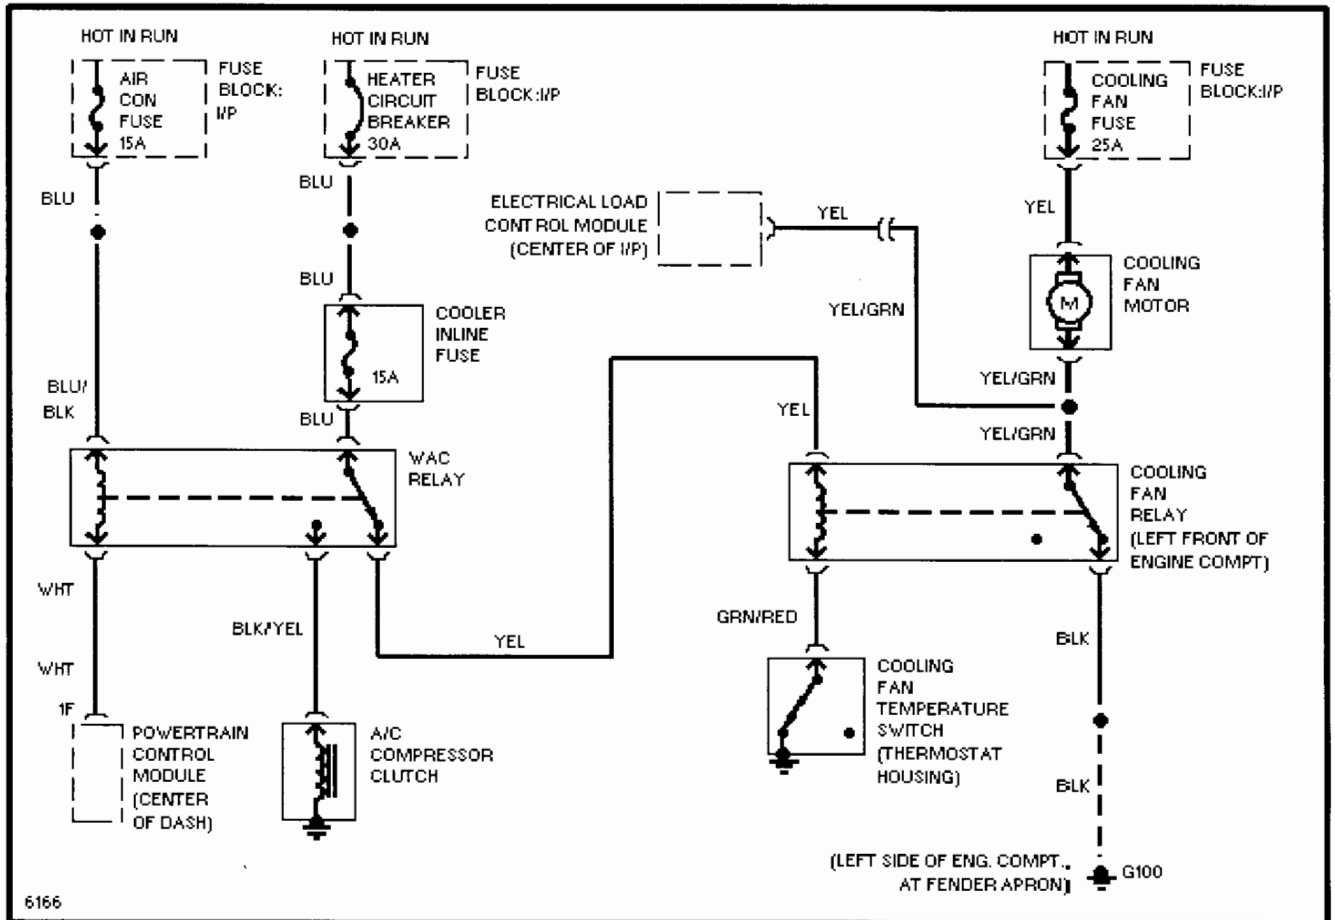 HOT IN RUN
AIR
CON
FUSE
15A
FUSE
BLOCK:
I/P
HOT IN RUN
HEATER
CIRCUIT
BREAKER
30A
FUSE
BLOCK:I/P
HOT IN RUN
COOLING
FAN
FUSE
25A
FUSE
BLOCK:I/P
BLU
BLU
BLU
ELECTRICAL LOAD
CONTROL MODULE
(CENTER OF I/P)
YEL
YEL
COOLING
FAN
MOTOR
M
YEL/GRN
COOLER
INLINE
FUSE
15A
BLU/
BLK
BLU
YEL
YEL/GRN
YEL/GRN
WAC
RELAY
COOLING
FAN
RELAY
(LEFT FRONT OF
ENGINE COMPT)
WHT
BLK/YEL
YEL
GRN/RED
BLK
WHT
1F
POWERTRAIN
CONTROL
MODULE
(CENTER
OF DASH)
A/C
COMPRESSOR
CLUTCH
COOLING
FAN
TEMPERATURE
SWITCH
(THERMOSTAT
HOUSING)
BLK
(LEFT SIDE OF ENG. COMPT.,
AT FENDER APRON)
G100
6166